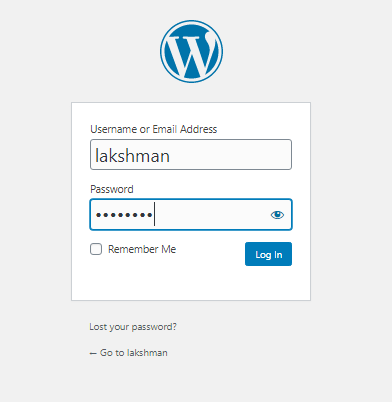 Username or Email Address
lakshman
Password
••••••••
Remember Me
Log In
Lost your password?
← Go to lakshman